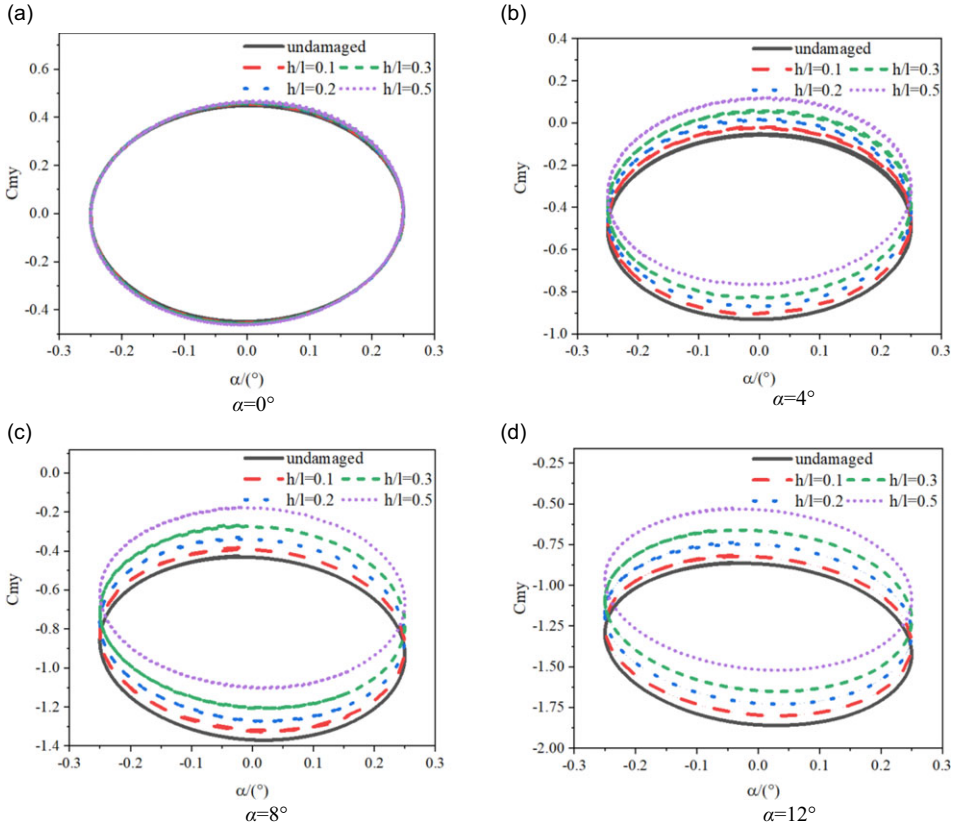 (a)
undamaged
h/l=0.1 h/l=0.3
h/l=0.2 h/l=0.5
0.6
0.4
0.2
0.0
-0.2
-0.4
Cmy
-0.3 -0.2 -0.1 0.0 0.1 0.2 0.3
α/(°)
α=0°
(b)
undamaged
h/l=0.1 h/l=0.3
h/l=0.2 h/l=0.5
0.4
0.2
0.0
-0.2
-0.4
-0.6
-0.8
-1.0
Cmy
-0.3 -0.2 -0.1 0.0 0.1 0.2 0.3
α/(°)
α=4°
(c)
undamaged
h/l=0.1 h/l=0.3
h/l=0.2 h/l=0.5
0.0
-0.2
-0.4
-0.6
-0.8
-1.0
-1.2
-1.4
Cmy
-0.3 -0.2 -0.1 0.0 0.1 0.2 0.3
α/(°)
α=8°
(d)
undamaged
h/l=0.1 h/l=0.3
h/l=0.2 h/l=0.5
-0.25
-0.50
-0.75
-1.00
-1.25
-1.50
-1.75
-2.00
Cmy
-0.3 -0.2 -0.1 0.0 0.1 0.2 0.3
α/(°)
α=12°